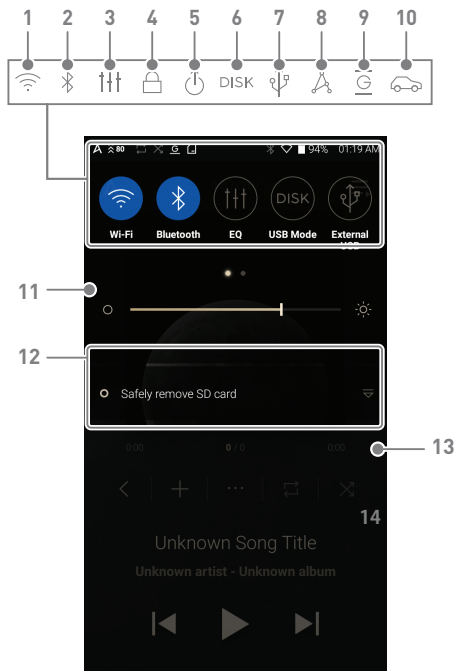 1 2 3 4 5 6 7 8 9 10
DISK G
A 80 G 94% 01:19 AM
DISK
Wi-Fi Bluetooth EQ USB Mode External
USB
11
12
Safely remove SD card
0:00 0 / 0 0:00
13
14
Unknown Song Title
Unknown artist - Unknown album